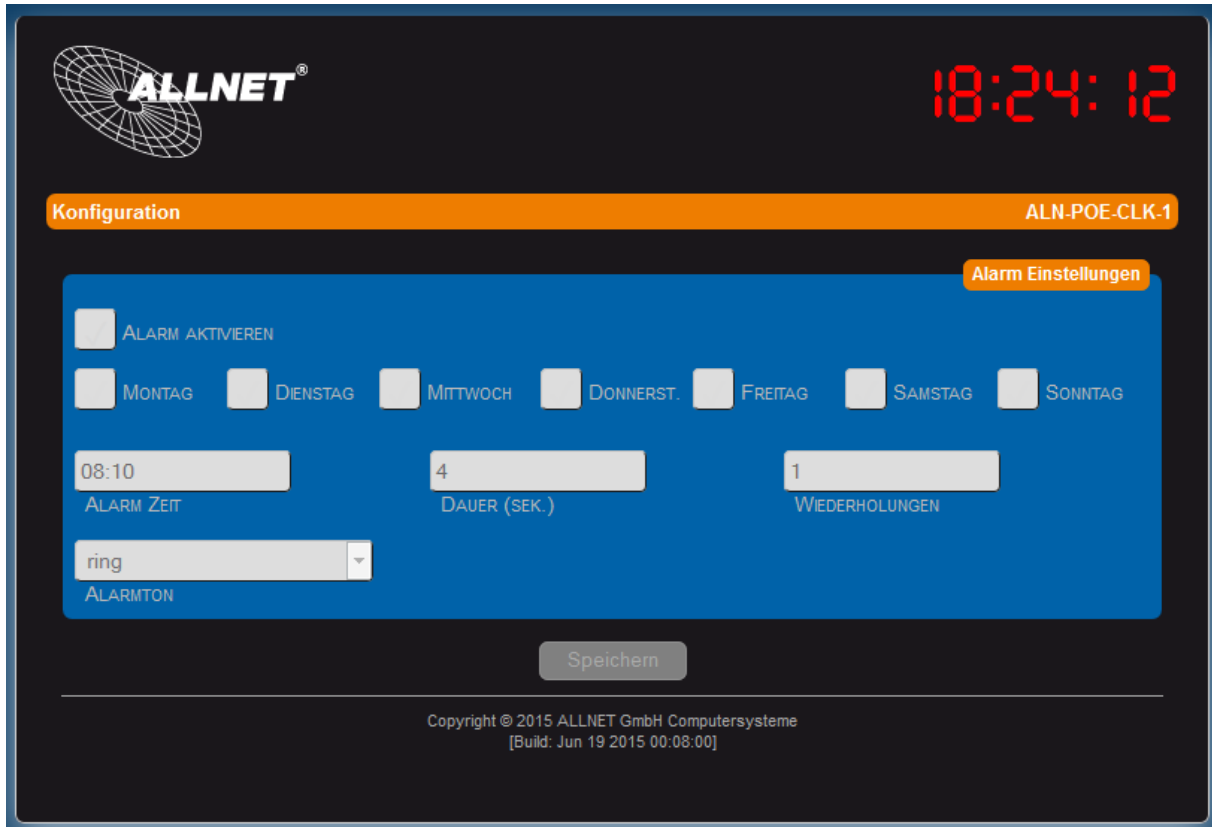 ALLNET®
18:24:12
Konfiguration ALN-POE-CLK-1
Alarm Einstellungen
ALARM AKTIVIEREN
MONTAG DIENSTAG MITTWOCH DONNERST. FREITAG SAMSTAG SONNTAG
08:10 4 1
ALARM ZEIT DAUER (SEK.) WIEDERHOLUNGEN
ring
ALARMTON
Speichern
Copyright © 2015 ALLNET GmbH Computersysteme
[Build: Jun 19 2015 00:08:00]